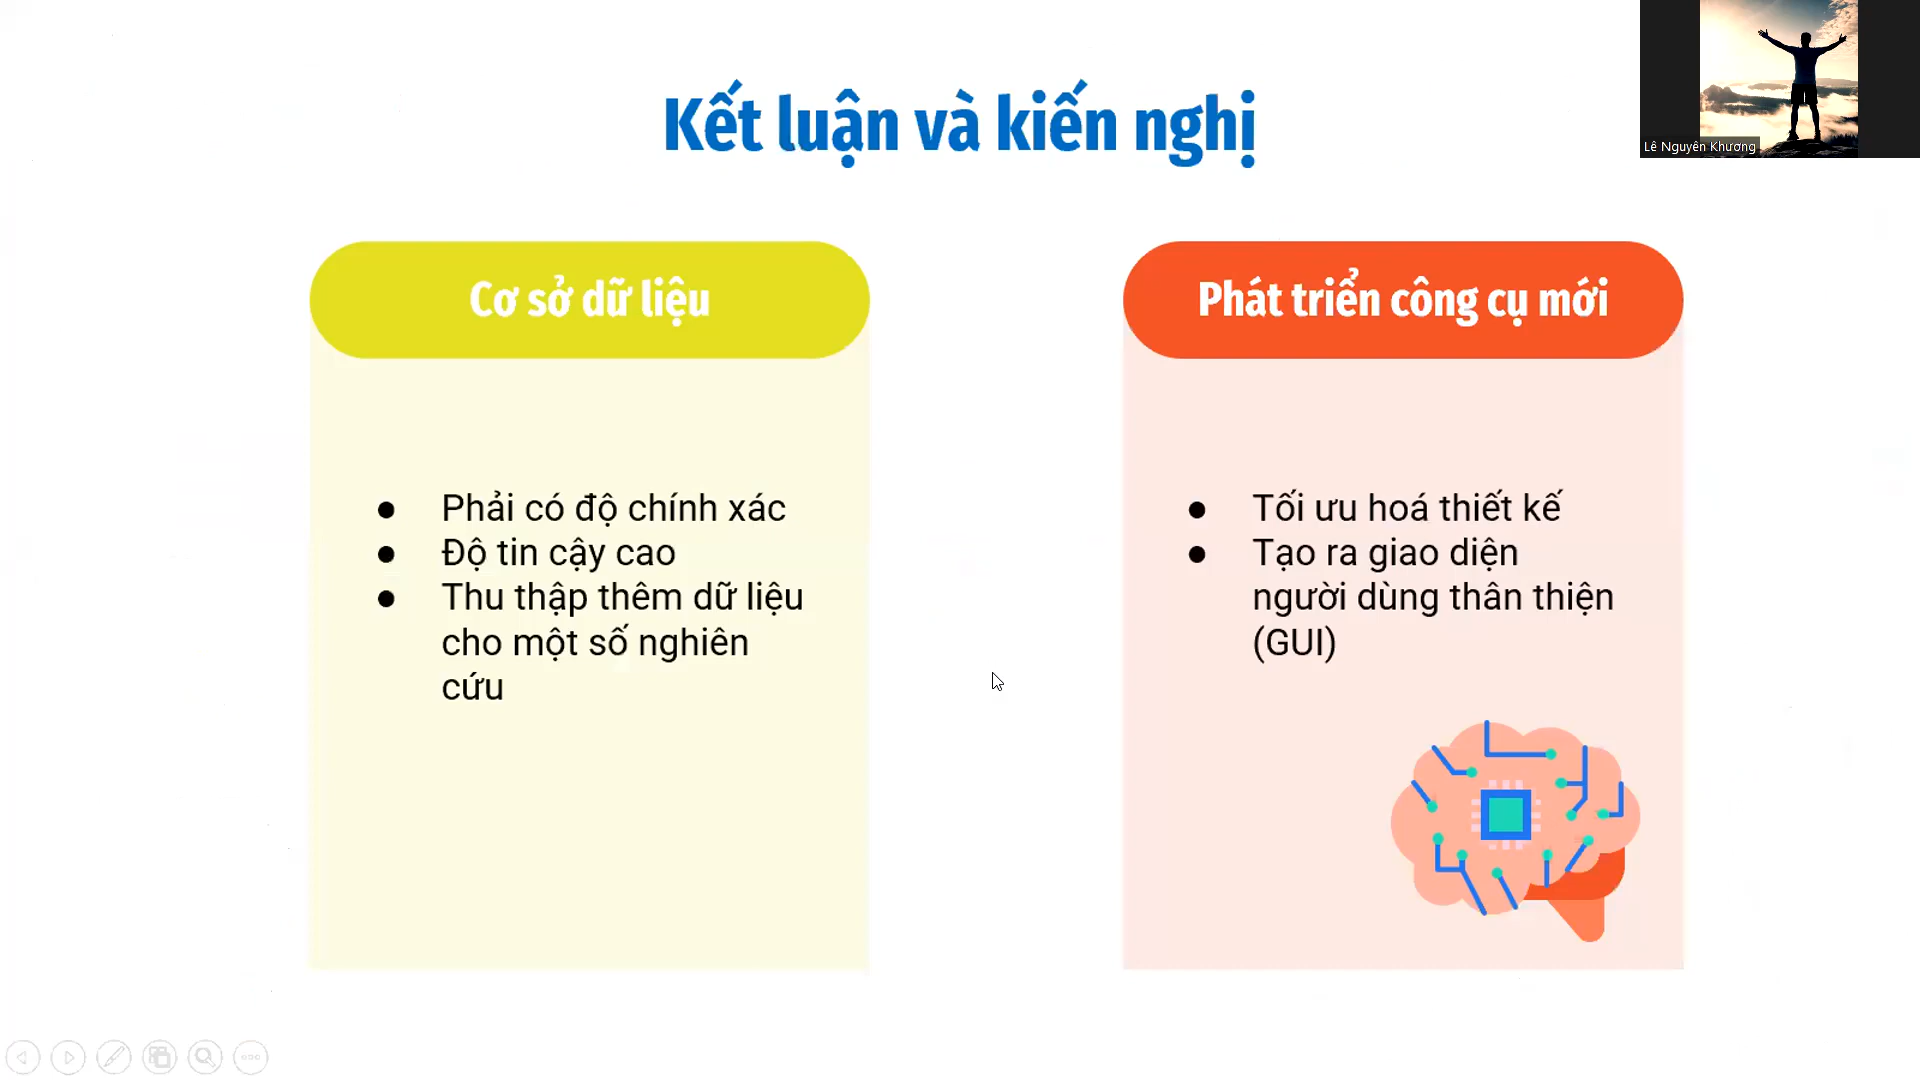 Kết luận và kiến nghị
Lê Nguyên Khương
Cơ sở dữ liệu
● Phải có độ chính xác
● Độ tin cậy cao
● Thu thập thêm dữ liệu
cho một số nghiên
cứu
Phát triển công cụ mới
● Tối ưu hoá thiết kế
● Tạo ra giao diện
người dùng thân thiện
(GUI)